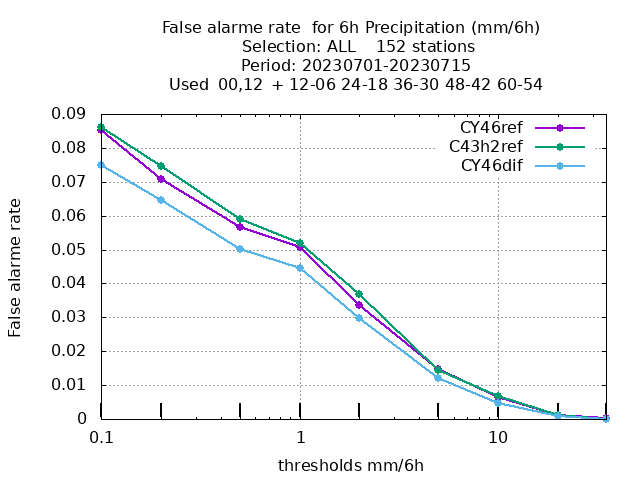 False alarme rate  for 6h Precipitation (mm/6h)
Selection: ALL    152 stations
Period: 20230701-20230715
Used  00,12  + 12-06 24-18 36-30 48-42 60-54
CY46ref
C43h2ref
CY46dif
False alarme rate
0.09
0.08
0.07
0.06
0.05
0.04
0.03
0.02
0.01
0
0.1 1 10
thresholds mm/6h